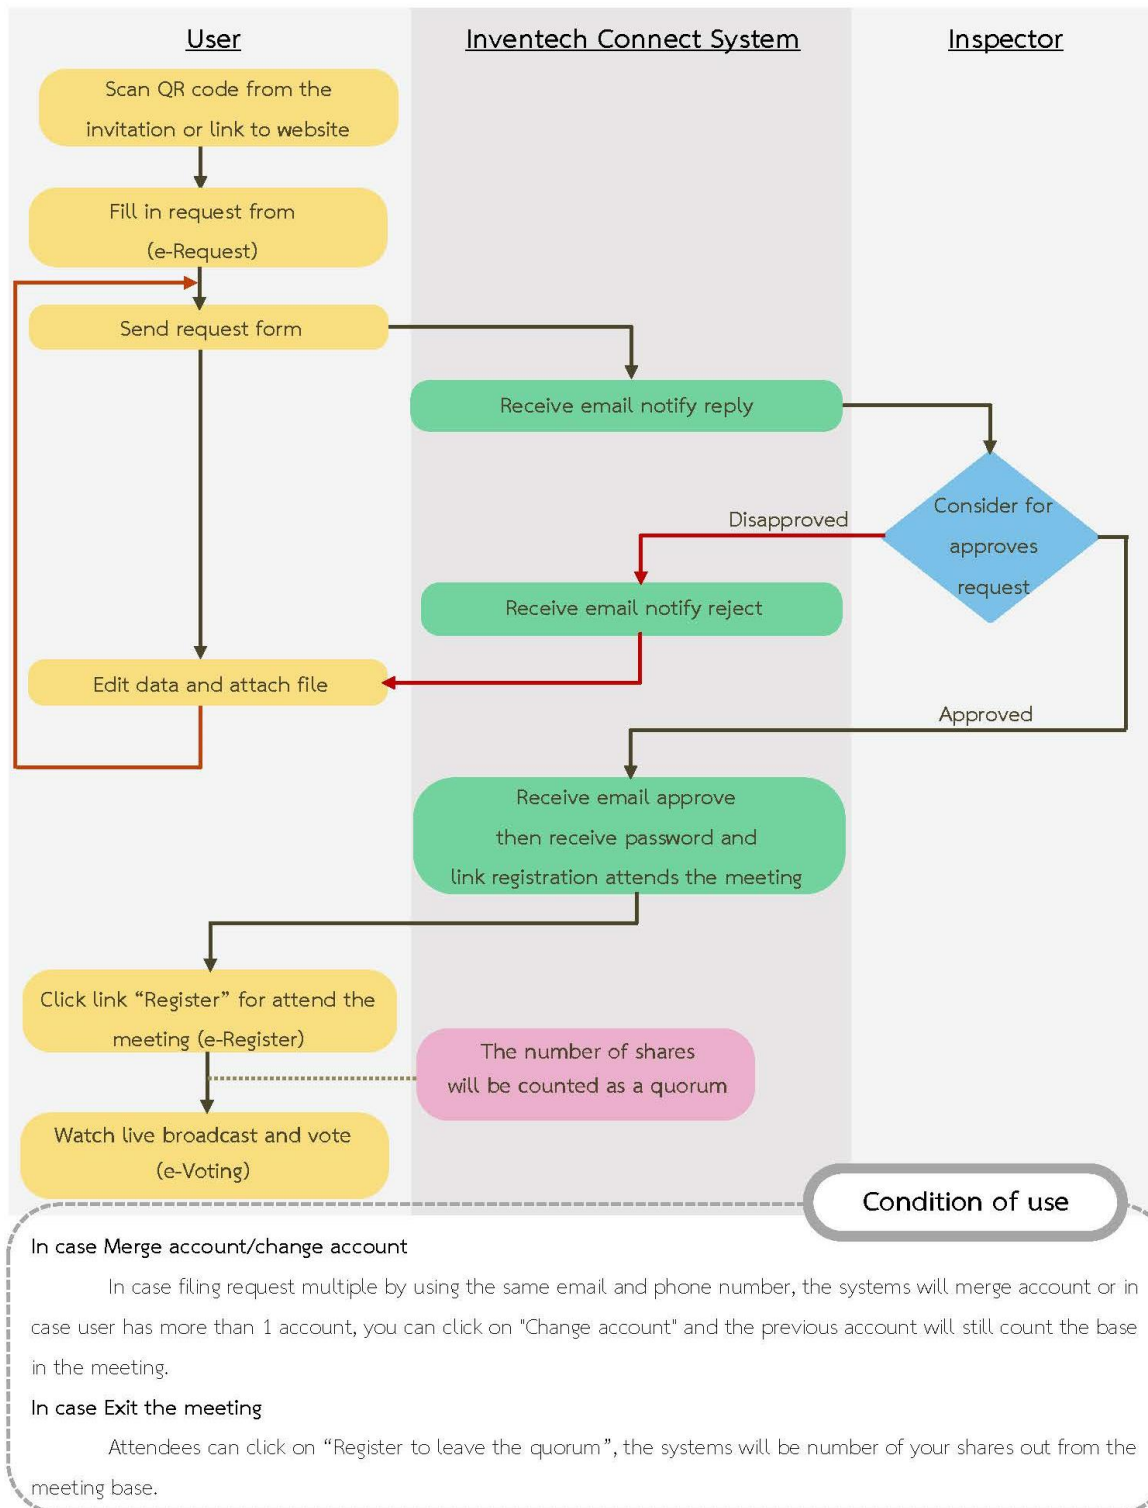 User
Inventech Connect System
Inspector
Scan QR code from the
invitation or link to website
Fill in request from
(e-Request)
Send request form
Receive email notify reply
Consider for
approves
request
Disapproved
Receive email notify reject
Edit data and attach file
Approved
Receive email approve
then receive password and
link registration attends the meeting
Click link “Register” for attend the
meeting (e-Register)
The number of shares
will be counted as a quorum
Watch live broadcast and vote
(e-Voting)
Condition of use
In case Merge account/change account
In case filing request multiple by using the same email and phone number, the systems will merge account or in
case user has more than 1 account, you can click on "Change account" and the previous account will still count the base
in the meeting.
In case Exit the meeting
Attendees can click on “Register to leave the quorum”, the systems will be number of your shares out from the
meeting base.